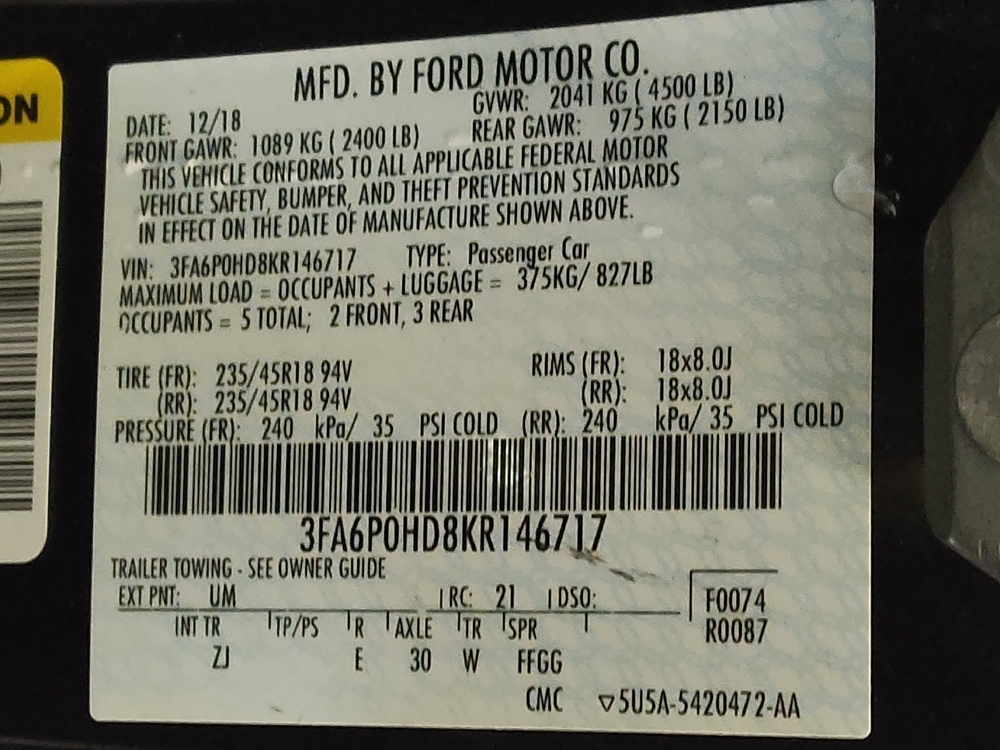 ON
MFD. BY FORD MOTOR CO.
DATE: 12/18 GVWR: 2041 KG ( 4500 LB)
FRONT GAWR: 1089 KG ( 2400 LB) REAR GAWR: 975 KG ( 2150 LB)
THIS VEHICLE CONFORMS TO ALL APPLICABLE FEDERAL MOTOR
VEHICLE SAFETY, BUMPER, AND THEFT PREVENTION STANDARDS
IN EFFECT ON THE DATE OF MANUFACTURE SHOWN ABOVE.
VIN: 3FA6P0HD8KR146717 TYPE: Passenger Car
MAXIMUM LOAD = OCCUPANTS + LUGGAGE = 375KG/ 827LB
OCCUPANTS = 5 TOTAL; 2 FRONT, 3 REAR
TIRE (FR): 235/45R18 94V RIMS (FR): 18x8.0J
(RR): 235/45R18 94V (RR): 18x8.0J
PRESSURE (FR): 240 kPa/ 35 PSI COLD (RR): 240 kPa/ 35 PSI COLD
3FA6P0HD8KR146717
TRAILER TOWING - SEE OWNER GUIDE
EXT PNT: UM RC: 21 DSO: F0074
INT TR TP/PS R AXLE TR SPR R0087
ZJ E 30 W FFGG
CMC ▽5U5A-5420472-AA